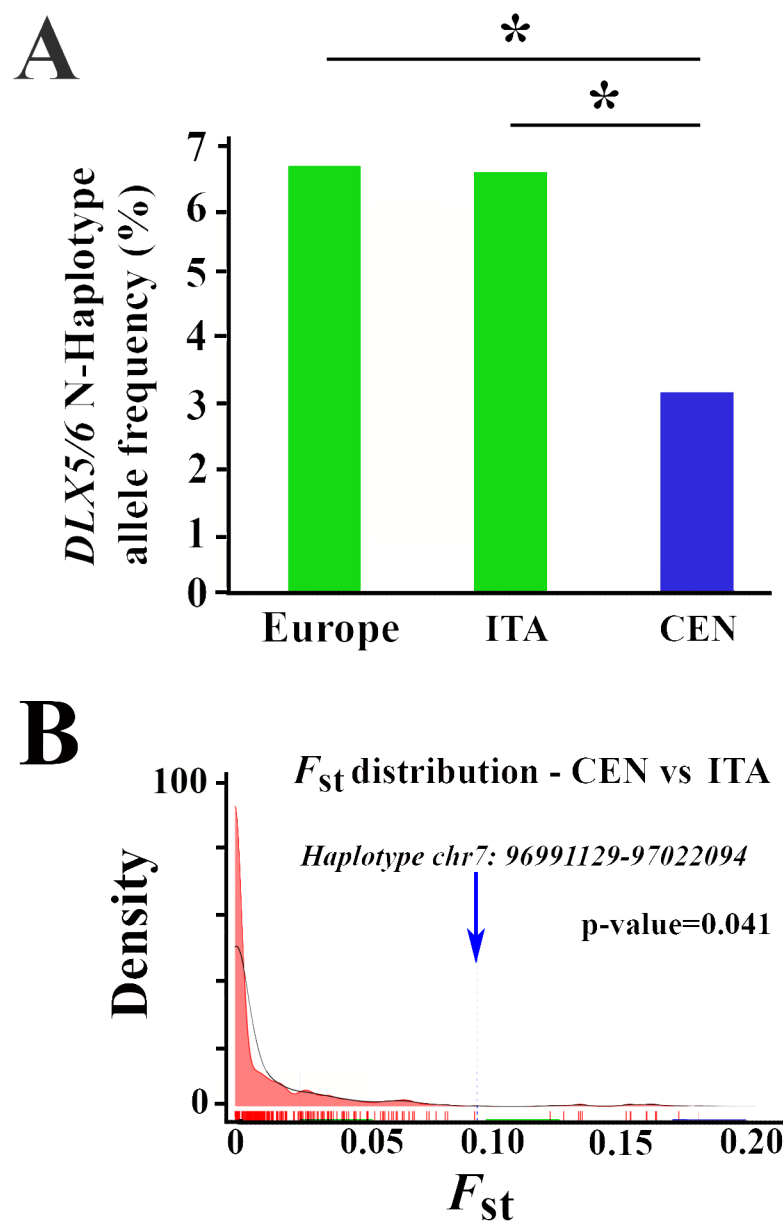 A
*
*
DLX5/6 N-Haplotype
allele frequency (%)
7
6
5
4
3
2
1
0
Europe ITA CEN
B
Fst distribution - CEN vs ITA
Haplotype chr7: 96991129-97022094
p-value=0.041
Density
100
0
0 0.05 0.10 0.15 0.20
Fst